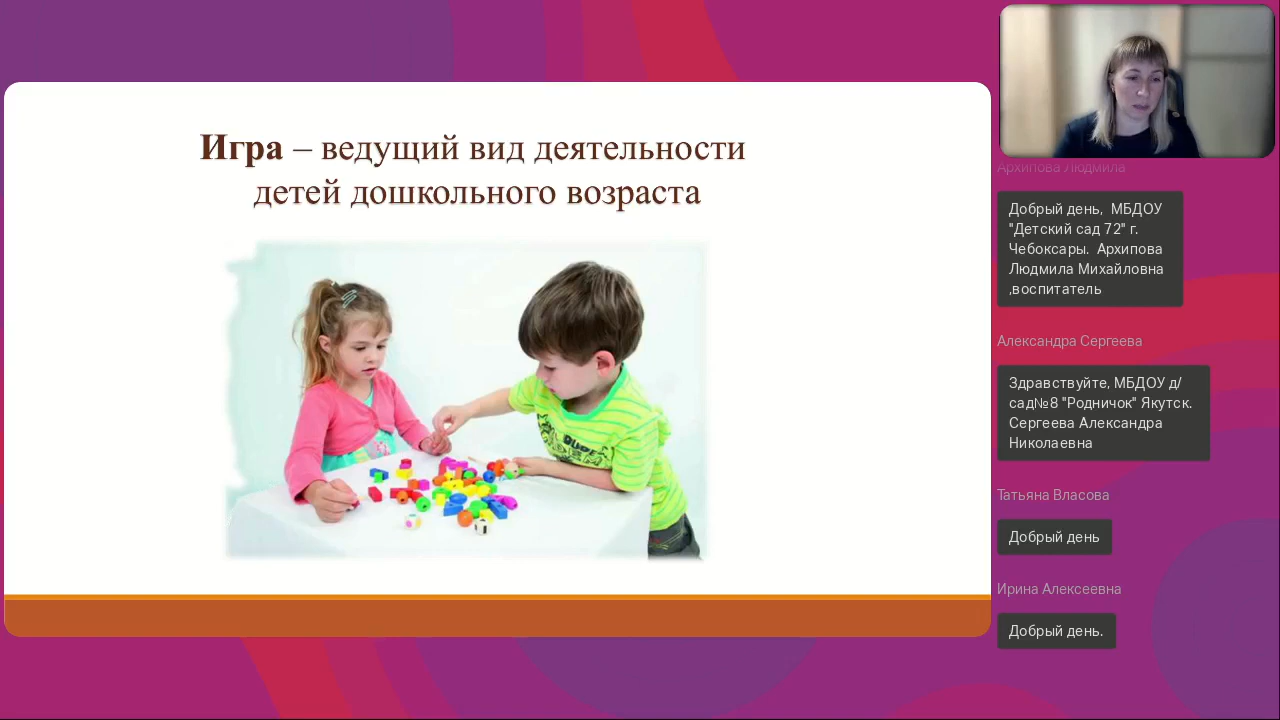 Игра – ведущий вид деятельности
детей дошкольного возраста
Архипова Людмила
Добрый день,  МБДОУ
"Детский сад 72" г.
Чебоксары.  Архипова
Людмила Михайловна
,воспитатель
Александра Сергеева
Здравствуйте, МБДОУ д/
сад№8 "Родничок" Якутск.
Сергеева Александра
Николаевна
Татьяна Власова
Добрый день
Ирина Алексеевна
Добрый день.